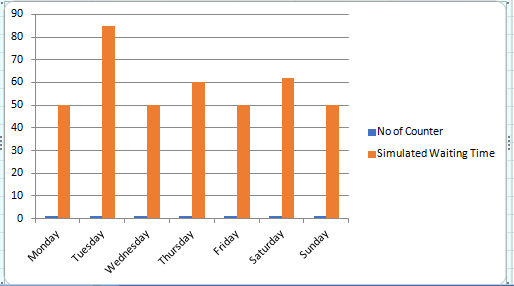 90
80
70
60
50
40
30
20
10
0
Monday
Tuesday
Wednesday
Thursday
Friday
Saturday
Sunday
No of Counter
Simulated Waiting Time